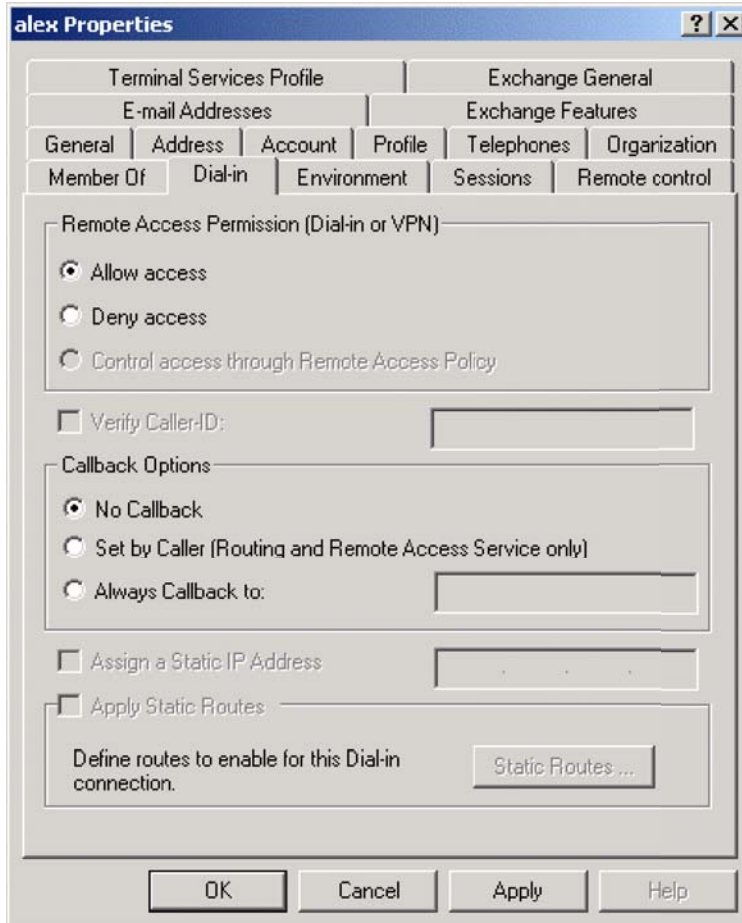 alex Properties
Terminal Services Profile Exchange General
E-mail Addresses Exchange Features
General Address Account Profile Telephones Organization
Member Of Dial-in Environment Sessions Remote control
Remote Access Permission (Dial-in or VPN)
Allow access
Deny access
Control access through Remote Access Policy
Verify Caller-ID:
Callback Options
No Callback
Set by Caller (Routing and Remote Access Service only)
Always Callback to:
Assign a Static IP Address
Apply Static Routes
Define routes to enable for this Dial-in
connection.
Static Routes ...
OK Cancel Apply Help